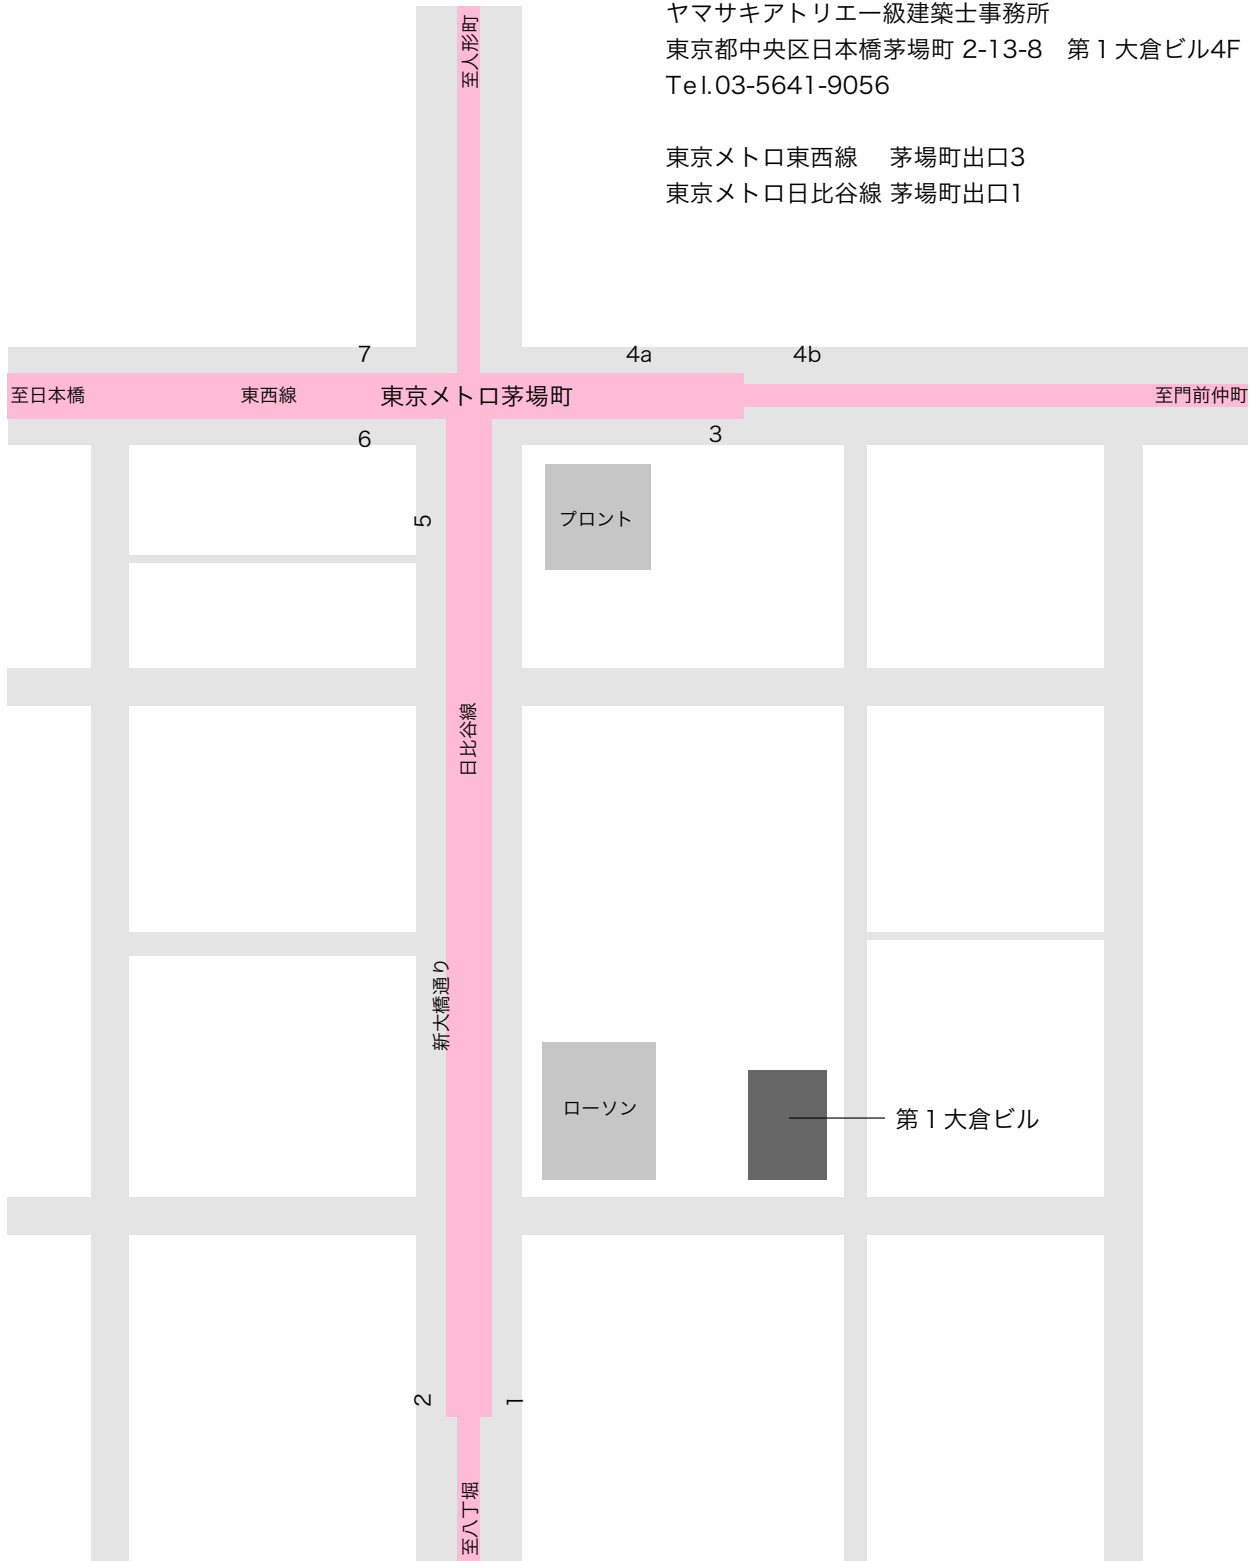 ヤマサキアトリエ一級建築士事務所
東京都中央区日本橋茅場町 2-13-8　第１大倉ビル4F
Tel.03-5641-9056
東京メトロ東西線　茅場町出口3
東京メトロ日比谷線 茅場町出口1
至人形町
7
4a
4b
至日本橋
東西線
東京メトロ茅場町
至門前仲町
6
3
5
プロント
日比谷線
新大橋通り
ローソン
第１大倉ビル
2
1
至八丁堀